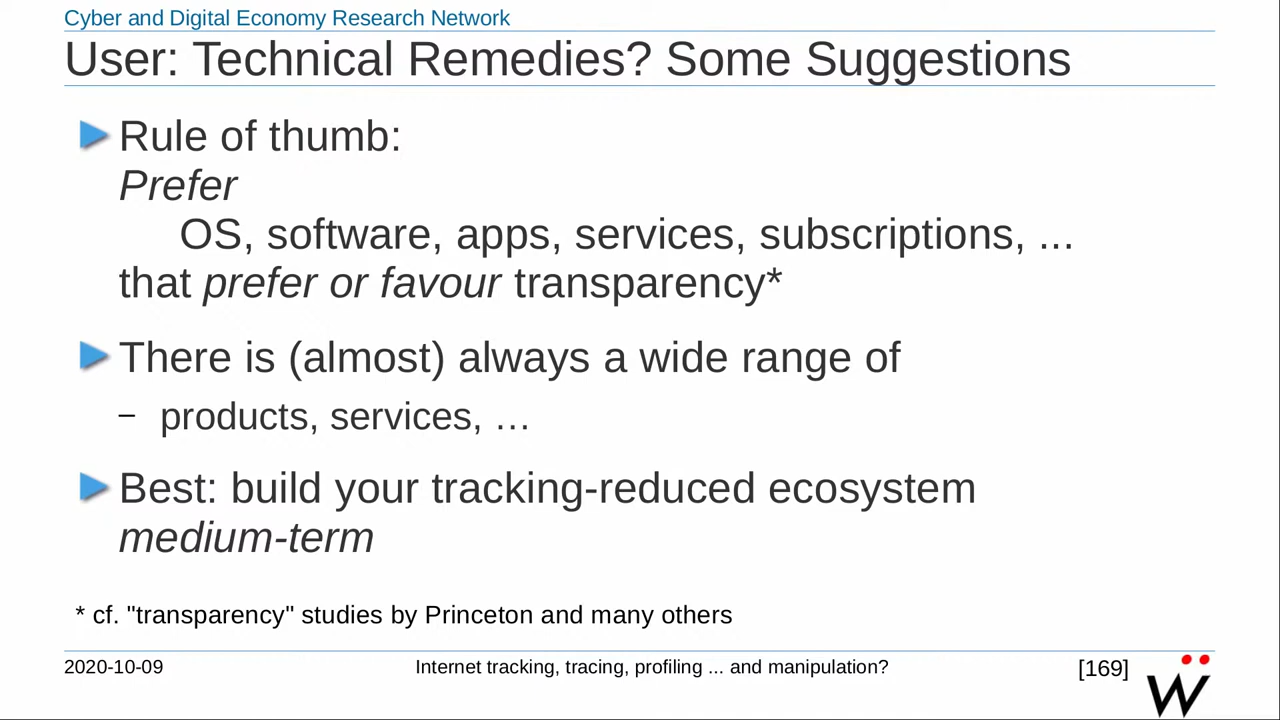 Cyber and Digital Economy Research Network
User: Technical Remedies? Some Suggestions
Rule of thumb:
Prefer
OS, software, apps, services, subscriptions, ...
that prefer or favour transparency*
There is (almost) always a wide range of
– products, services, …
Best: build your tracking-reduced ecosystem
medium-term
* cf. "transparency" studies by Princeton and many others
2020-10-09 Internet tracking, tracing, profiling ... and manipulation? [169]